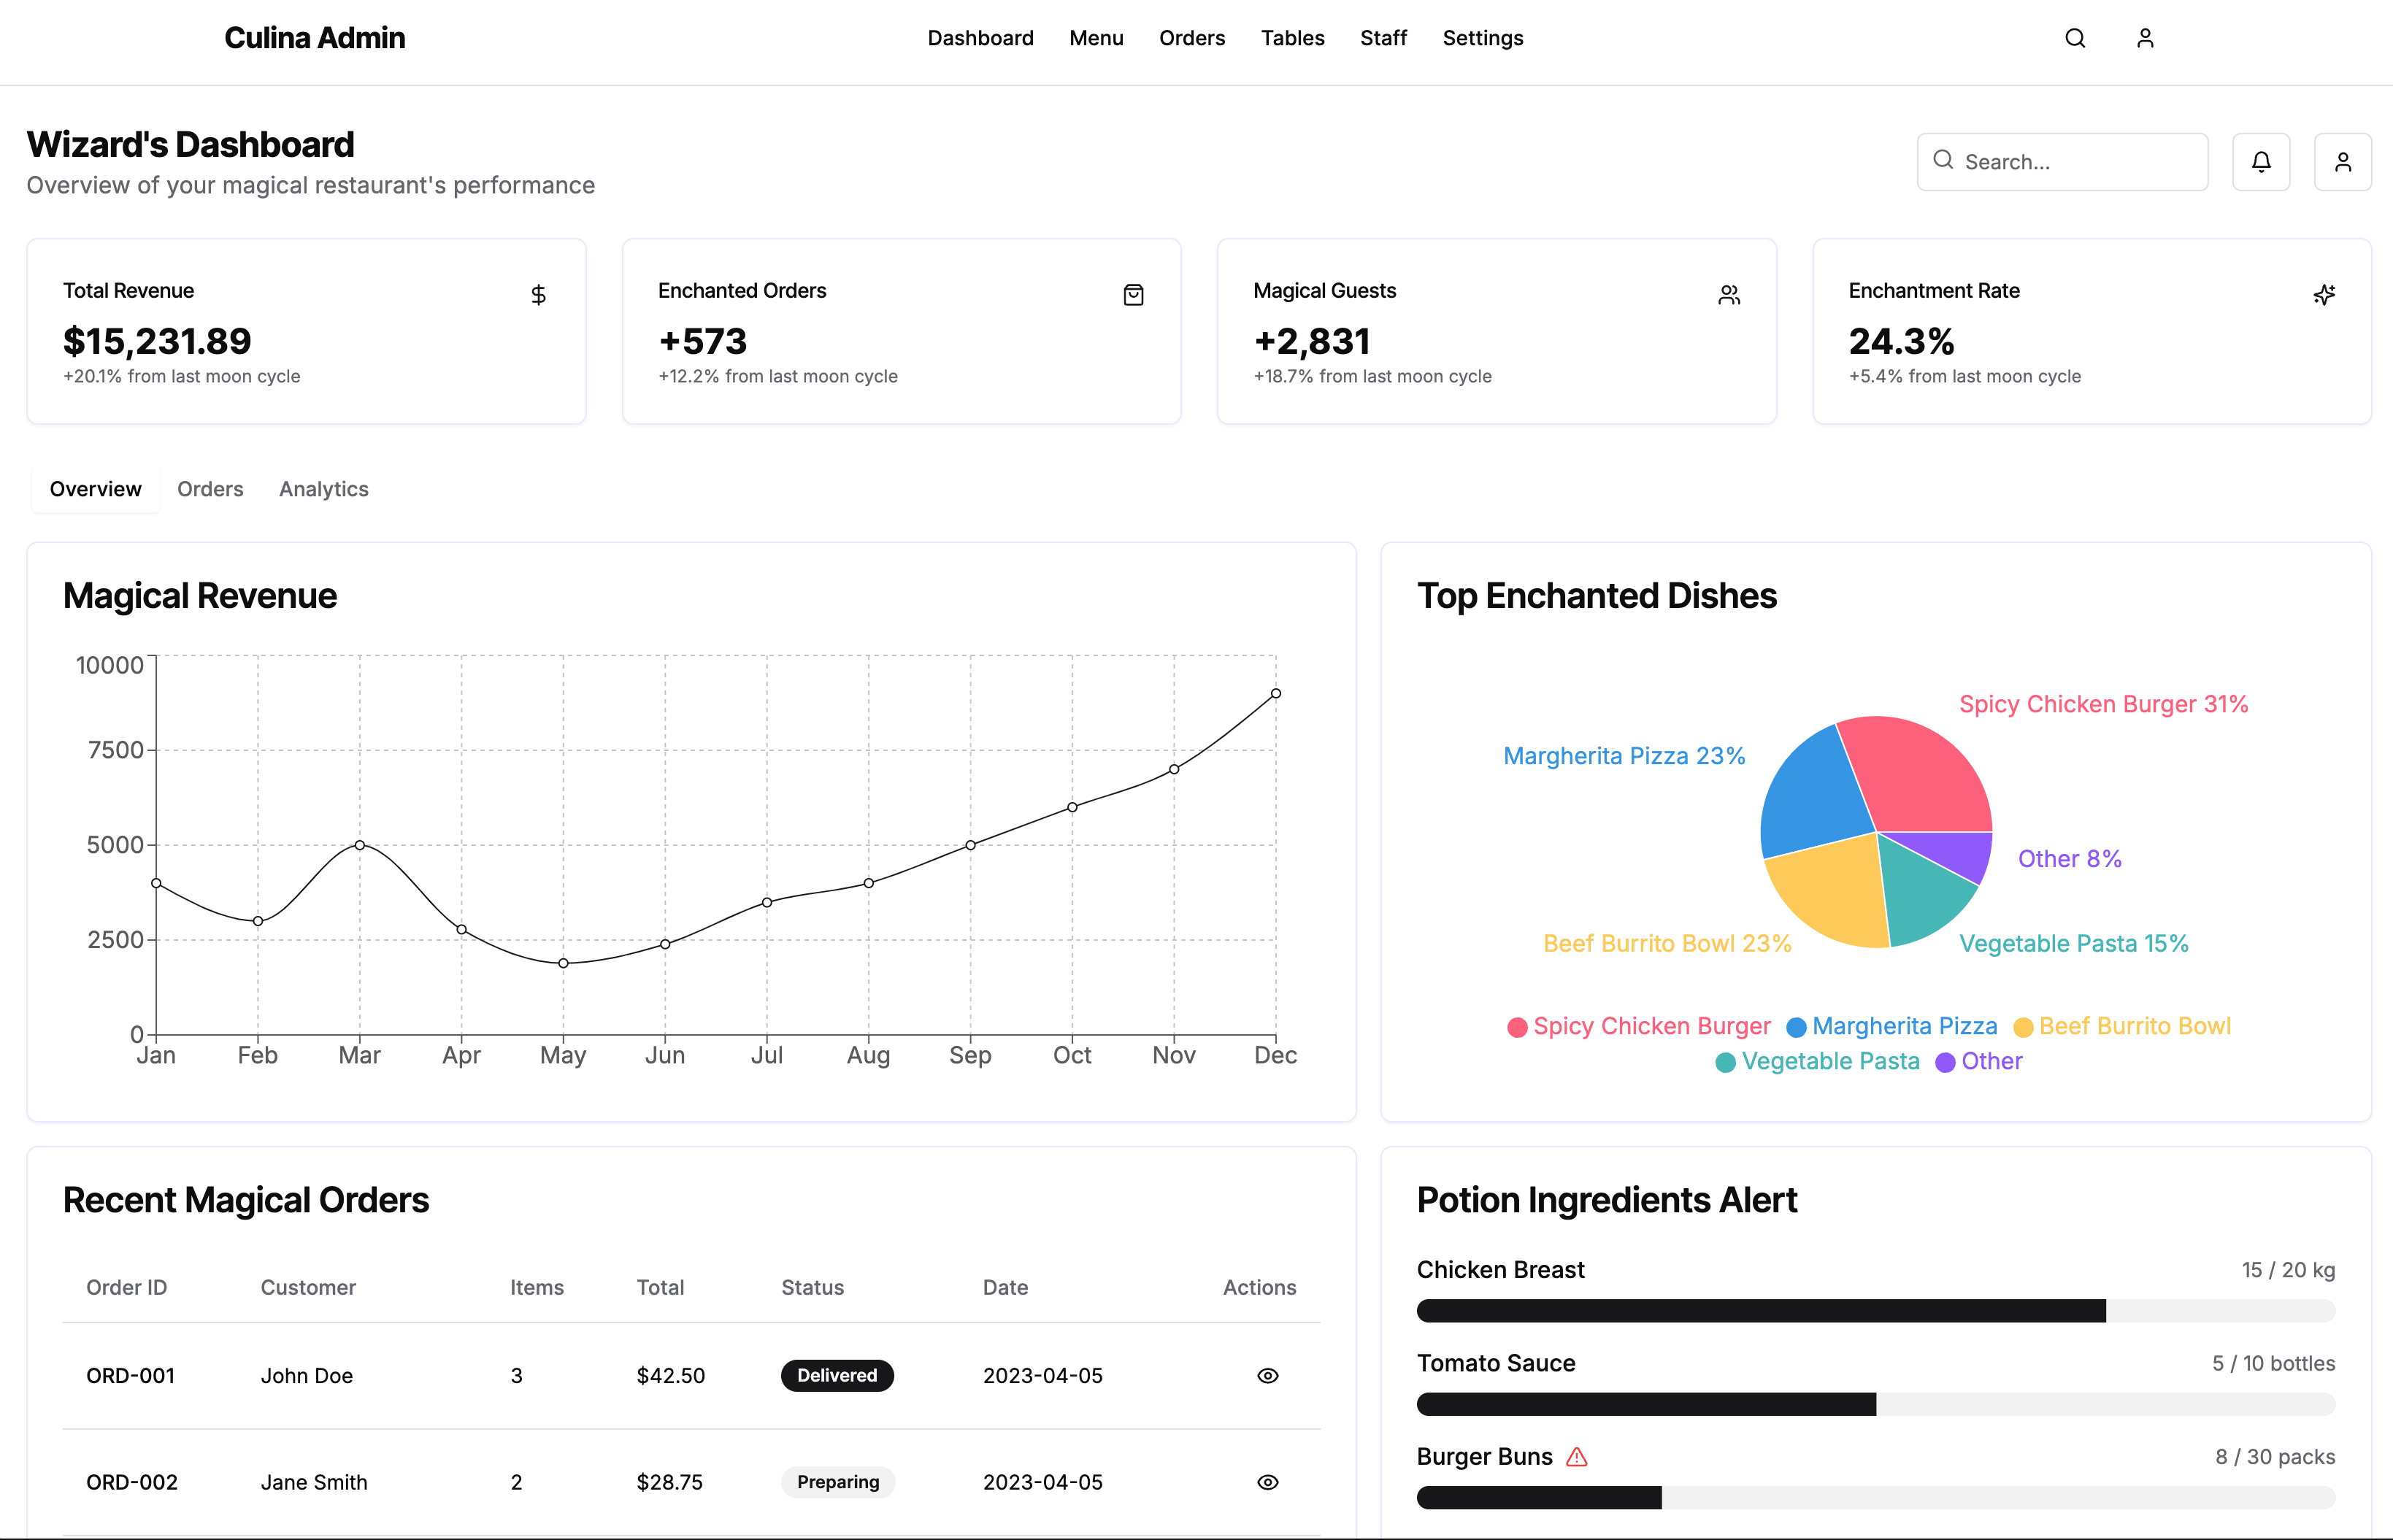 Culina Admin
Dashboard Menu Orders Tables Staff Settings
Wizard's Dashboard
Overview of your magical restaurant's performance
Search...
Total Revenue
$15,231.89
+20.1% from last moon cycle
Enchanted Orders
+573
+12.2% from last moon cycle
Magical Guests
+2,831
+18.7% from last moon cycle
Enchantment Rate
24.3%
+5.4% from last moon cycle
Overview Orders Analytics
Magical Revenue
10000
7500
5000
2500
0
Jan Feb Mar Apr May Jun Jul Aug Sep Oct Nov Dec
Top Enchanted Dishes
Spicy Chicken Burger 31%
Margherita Pizza 23%
Other 8%
Beef Burrito Bowl 23%
Vegetable Pasta 15%
Spicy Chicken Burger Margherita Pizza Beef Burrito Bowl
Vegetable Pasta Other
Recent Magical Orders
Order ID Customer Items Total Status Date Actions
ORD-001 John Doe 3 $42.50 Delivered 2023-04-05
ORD-002 Jane Smith 2 $28.75 Preparing 2023-04-05
Potion Ingredients Alert
Chicken Breast 15 / 20 kg
Tomato Sauce 5 / 10 bottles
Burger Buns 8 / 30 packs